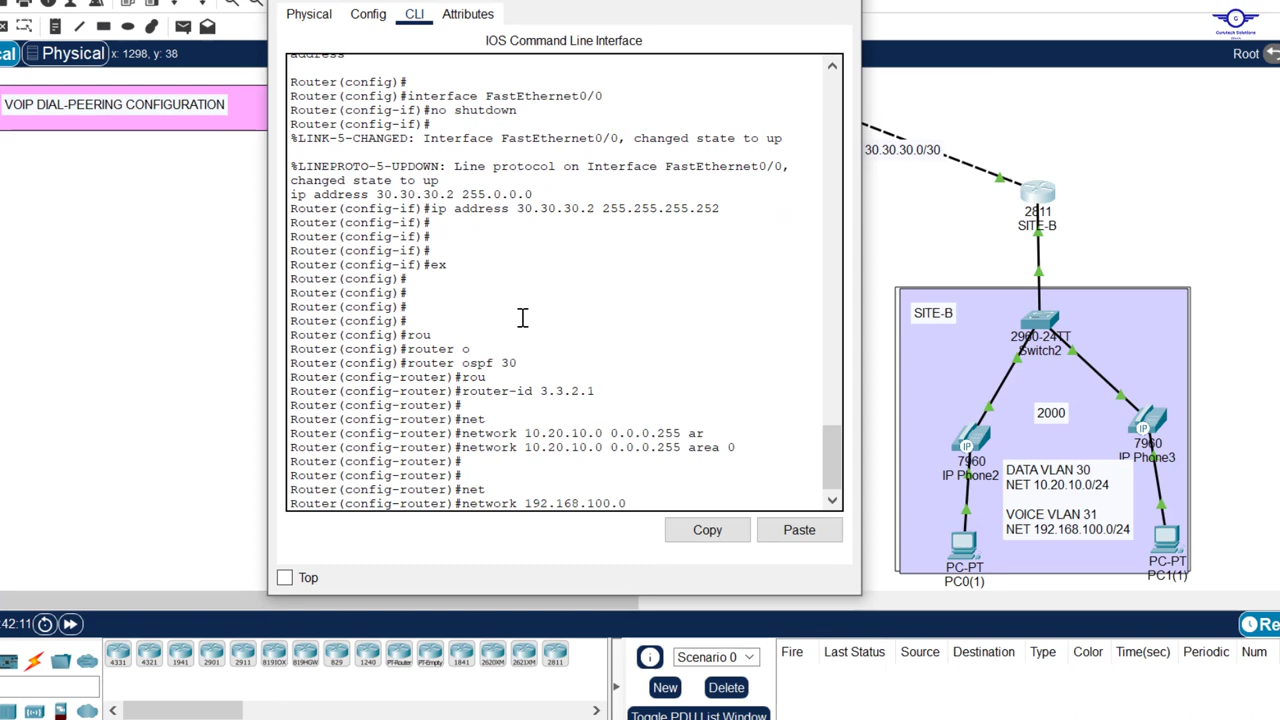 Physical
Config
CLI
Attributes
IOS Command Line Interface
Physical
x: 1298, y: 38
Root
VOIP DIAL-PEERING CONFIGURATION
address
Router(config)#
Router(config)#interface FastEthernet0/0
Router(config-if)#no shutdown
Router(config-if)#
%LINK-5-CHANGED: Interface FastEthernet0/0, changed state to up
%LINEPROTO-5-UPDOWN: Line protocol on Interface FastEthernet0/0,
changed state to up
ip address 30.30.30.2 255.0.0.0
Router(config-if)#ip address 30.30.30.2 255.255.255.252
Router(config-if)#
Router(config-if)#
Router(config-if)#
Router(config-if)#ex
Router(config)#
Router(config)#
Router(config)#
Router(config)#
Router(config)#rou
Router(config)#router o
Router(config)#router ospf 30
Router(config-router)#rou
Router(config-router)#router-id 3.3.2.1
Router(config-router)#
Router(config-router)#net
Router(config-router)#network 10.20.10.0 0.0.0.255 ar
Router(config-router)#network 10.20.10.0 0.0.0.255 area 0
Router(config-router)#
Router(config-router)#
Router(config-router)#net
Router(config-router)#network 192.168.100.0
Copy
Paste
Top
30.30.30.0/30
2811
SITE-B
SITE-B
2960-24TT
Switch2
2000
IP
7960
IP Phone2
IP
7960
IP Phone3
DATA VLAN 30
NET 10.20.10.0/24
VOICE VLAN 31
NET 192.168.100.0/24
PC-PT
PC0(1)
PC-PT
PC1(1)
:42:11
Re
4331
4321
1941
2901
2911
819IOX
819HGW
829
1240
PT-Router
PT-Empty
1841
2620XM
2621XM
2811
Scenario 0
New
Delete
Toggle PDU List Window
Fire
Last Status
Source
Destination
Type
Color
Time(sec)
Periodic
Num